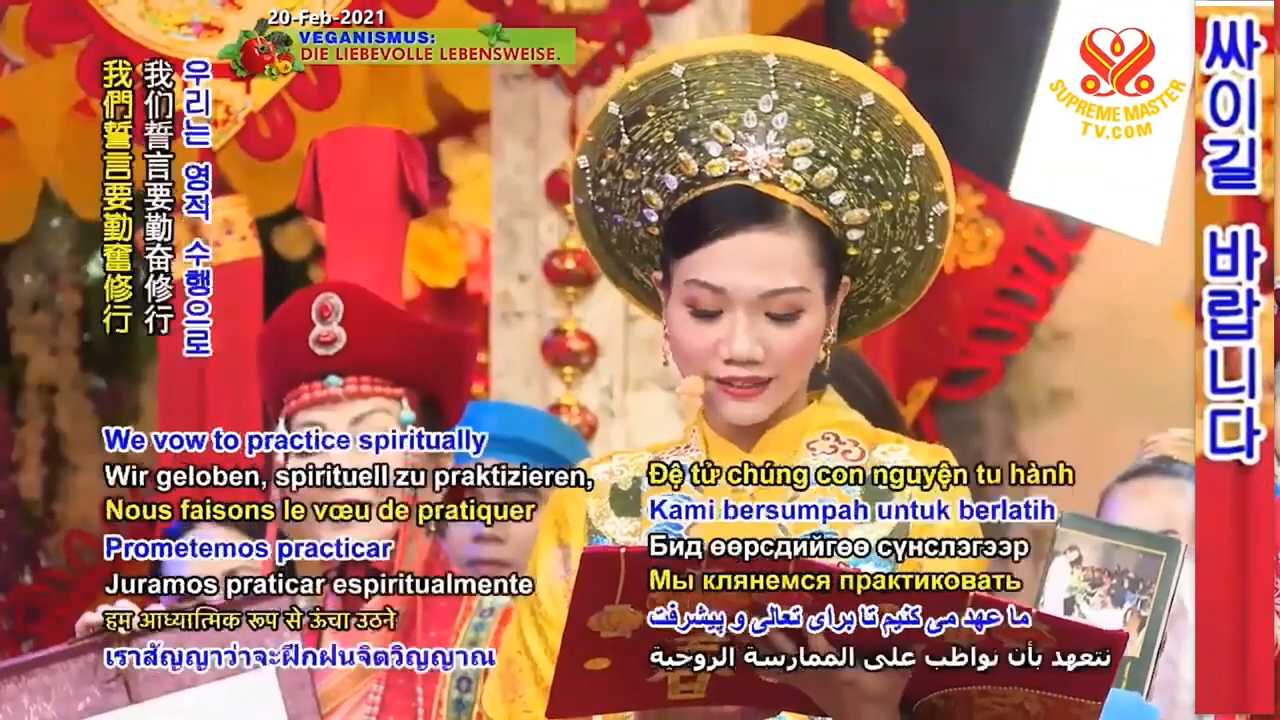 20-Feb-2021
VEGANISMUS:
DIE LIEBEVOLLE LEBENSWEISE.
SUPREME MASTER
TV.COM
싸이길 바랍니다
우리는 영적 수행으로
我们誓言要勤奋修行
我們誓言要勤奮修行
We vow to practice spiritually
Wir geloben, spirituell zu praktizieren,
Nous faisons le vœu de pratiquer
Prometemos practicar
Juramos praticar espiritualmente
हम आध्यात्मिक रूप से ऊंचा उठने
เราสัญญาว่าจะฝึกฝนจิตวิญญาณ
Đệ tử chúng con nguyện tu hành
Kami bersumpah untuk berlatih
Бид өөрсдийгөө сүнслэгээр
Мы клянемся практиковать
ما عهد می کنیم تا برای تعالی و پیشرفت
نتعهد بأن نواظب على الممارسة الروحية